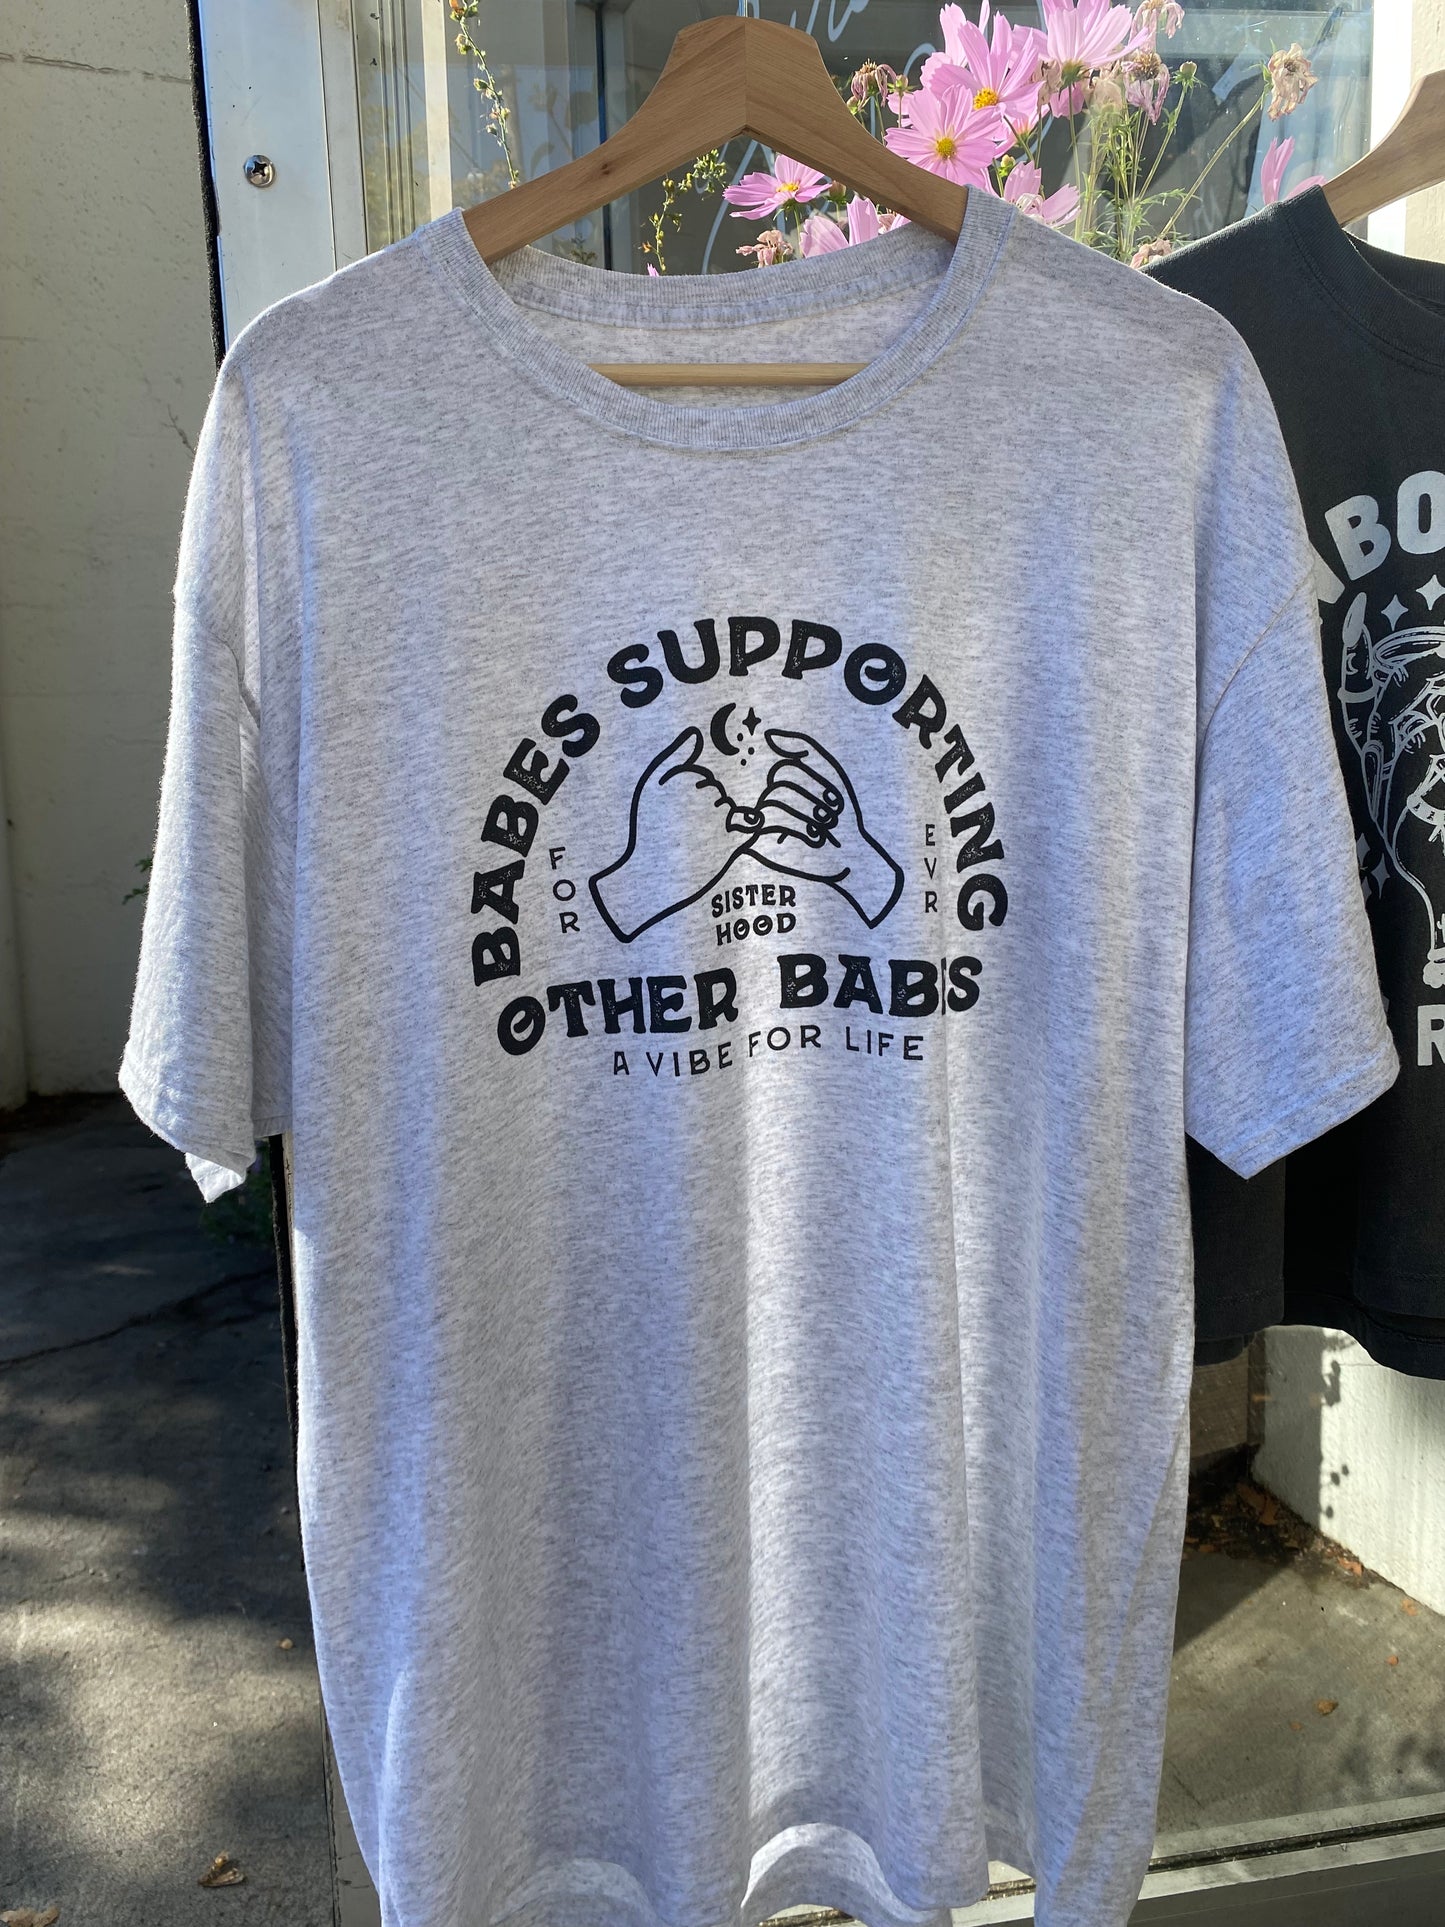 BABES SUPPORTING
FOR
EVR
SISTER
HOOD
OTHER BABES
A VIBE FOR LIFE